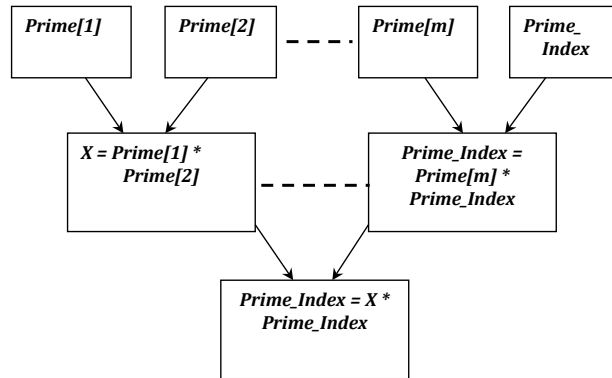 Prime[1]
Prime[2]
Prime[m]
Prime_
Index
X = Prime[1] *
Prime[2]
Prime_Index =
Prime[m] *
Prime_Index
Prime_Index = X *
Prime_Index